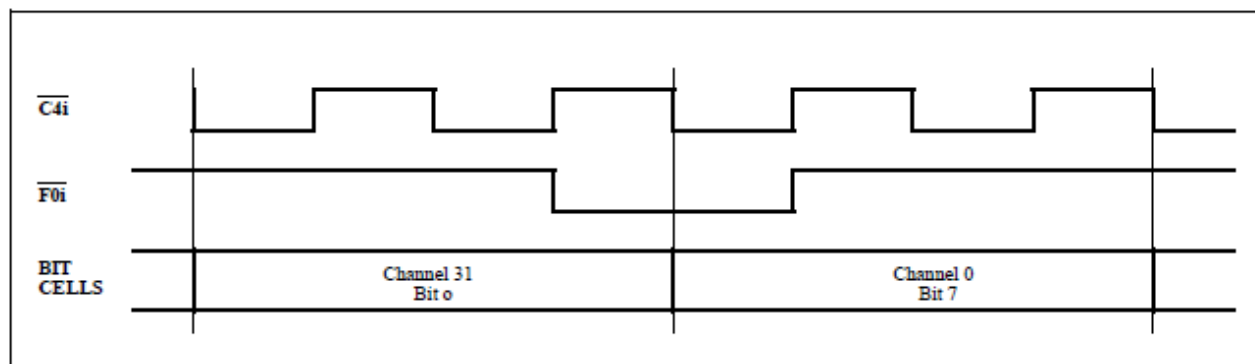 C4i
F0i
BIT
CELLS
Channel 31
Bit o
Channel 0
Bit 7